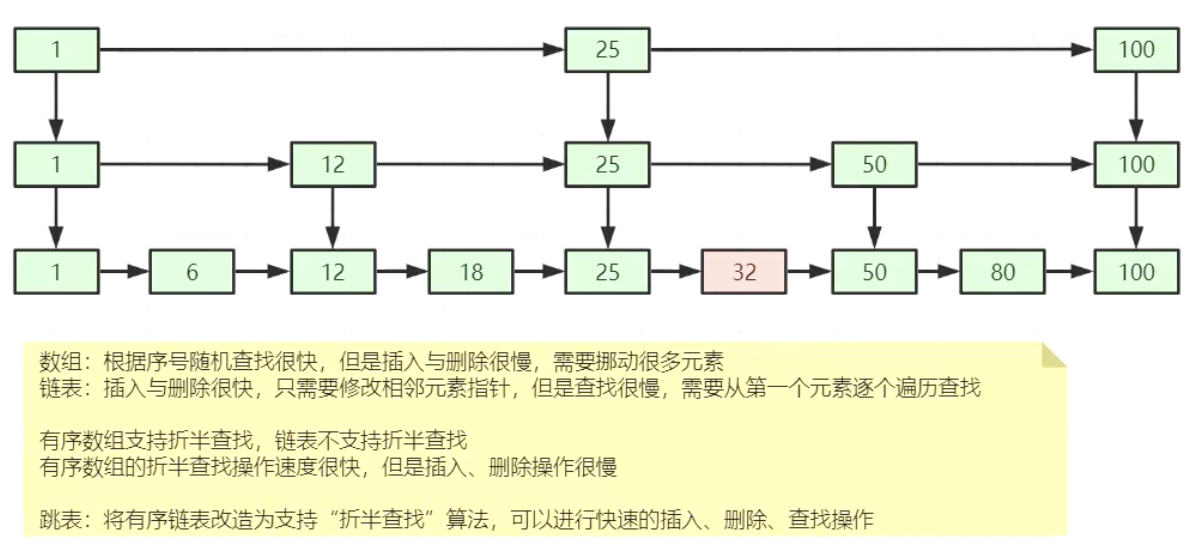 1 25 100
1 12 25 50 100
1 6 12 18 25 32 50 80 100
数组：根据序号随机查找很快，但是插入与删除很慢，需要挪动很多元素
链表：插入与删除很快，只需要修改相邻元素指针，但是查找很慢，需要从第一个元素逐个遍历查找
有序数组支持折半查找，链表不支持折半查找
有序数组的折半查找操作速度很快，但是插入、删除操作很慢
跳表：将有序链表改造为支持“折半查找”算法，可以进行快速的插入、删除、查找操作